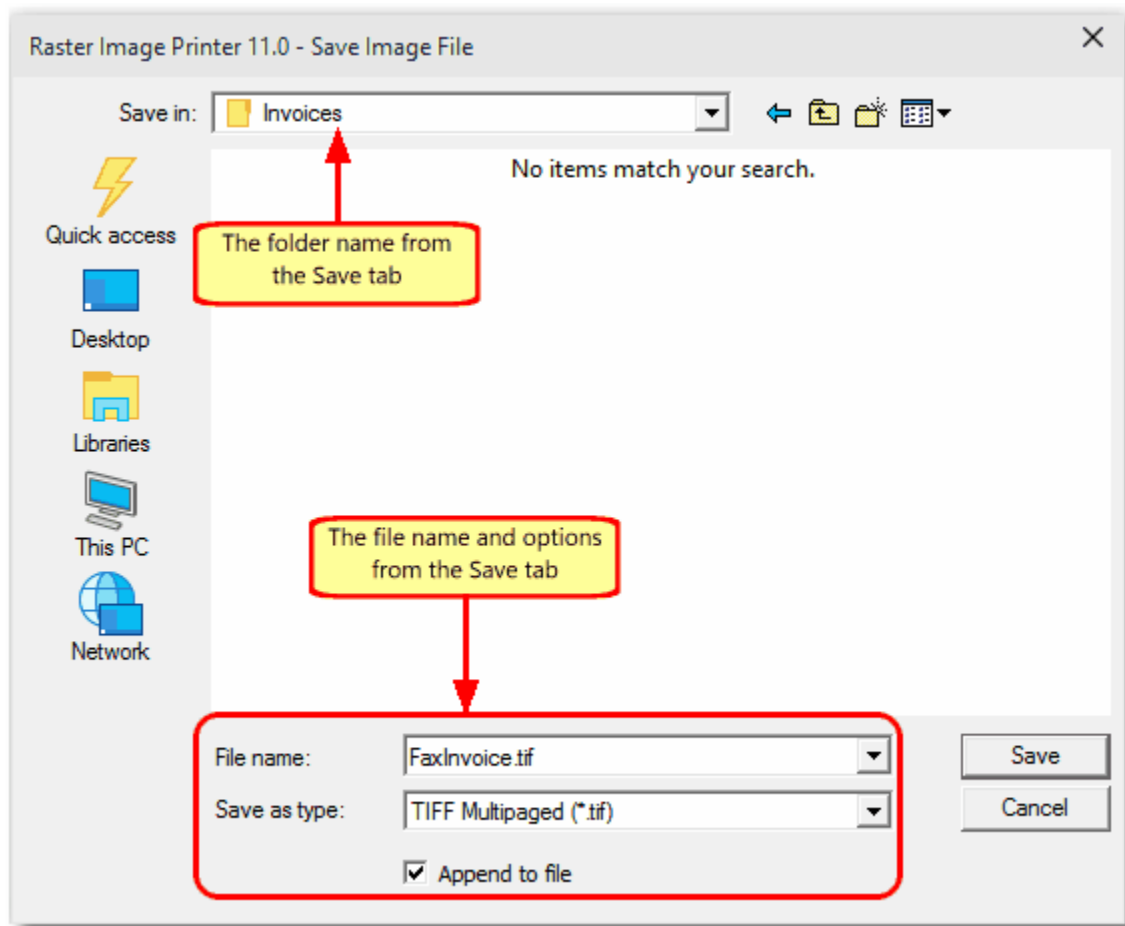 Raster Image Printer 11.0 - Save Image File
Save in: Invoices
No items match your search.
Quick access
The folder name from
the Save tab
Desktop
Libraries
This PC
The file name and options
from the Save tab
Network
File name: FaxInvoice.tif Save
Save as type: TIFF Multipaged (*.tif) Cancel
Append to file